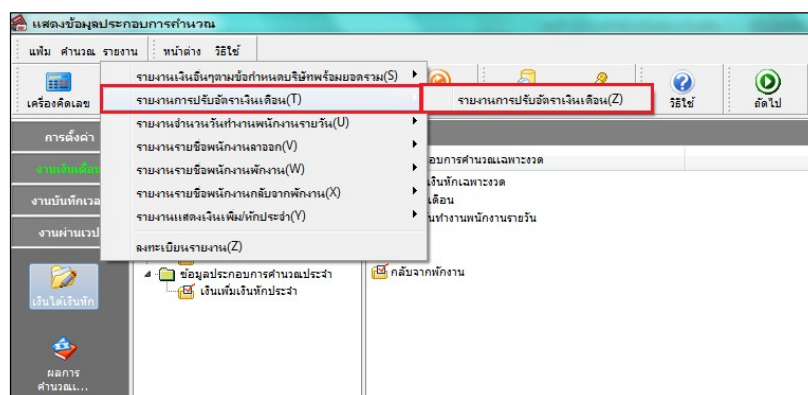 แสดงข้อมูลประกอบการคำนวณ
แฟ้ม คำนวณ รายงาน หน้าต่าง วิธีใช้
เครื่องคิดเลข
วิธีใช้
ถัดไป
รายงานเงินอื่นๆตามข้อกำหนดบริษัทพร้อมยอดรวม(S)
รายงานการปรับอัตราเงินเดือน(T)
รายงานการปรับอัตราเงินเดือน(Z)
รายงานจำนวนวันทำงานพนักงานรายวัน(U)
รายงานรายชื่อพนักงานลาออก(V)
รายงานรายชื่อพนักงานพักงาน(W)
รายงานรายชื่อพนักงานกลับจากพักงาน(X)
รายงานแสดงเงินเพิ่ม/หักประจำ(Y)
ลงทะเบียนรายงาน(Z)
การตั้งค่า
งานเงินเดือน
งานบันทึกเวล
งานผ่านเวป
เงินได้เงินหัก
ผลการ
คำนวณเ...
ข้อมูลประกอบการคำนวณประจำ
เงินเพิ่มเงินหักประจำ
อบการคำนวณเฉพาะงวด
เงินหักเฉพาะงวด
เดือน
นทำงานพนักงานรายวัน
กลับจากพักงาน